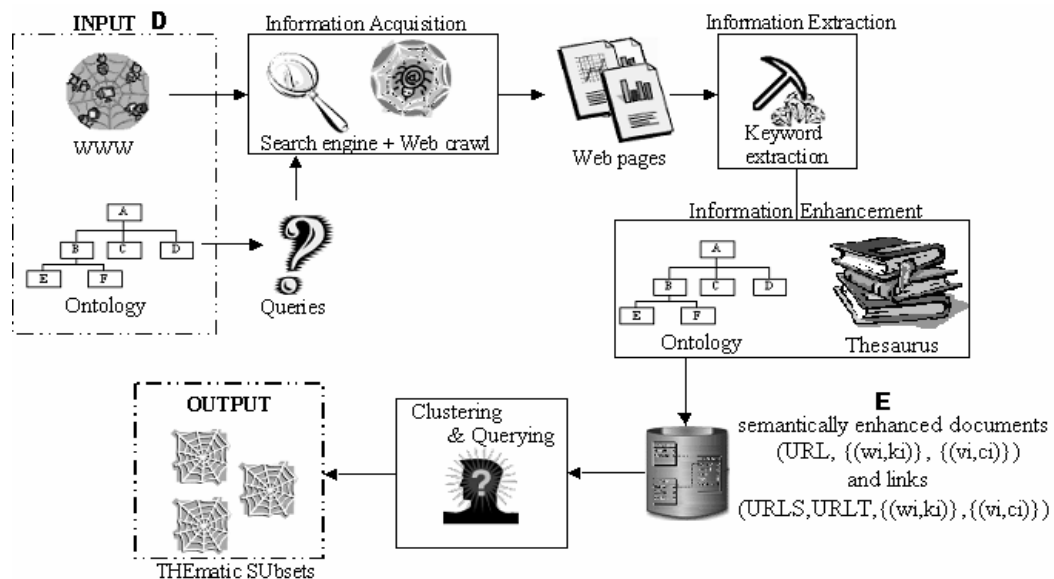 INPUT D
WWW
A
B C D
E F
Ontology
Information Acquisition
Search engine + Web crawl
Queries
Web pages
Information Extraction
Keyword
extraction
Information Enhancement
A
B C D
E F
Ontology
Thesaurus
E
semantically enhanced documents
(URL, {(wi,ki)}, {(vi,ci)})
and links
(URLS,URLT,{(wi,ki)},{(vi,ci)})
Clustering
& Querying
?
OUTPUT
THEmatic SUbsets